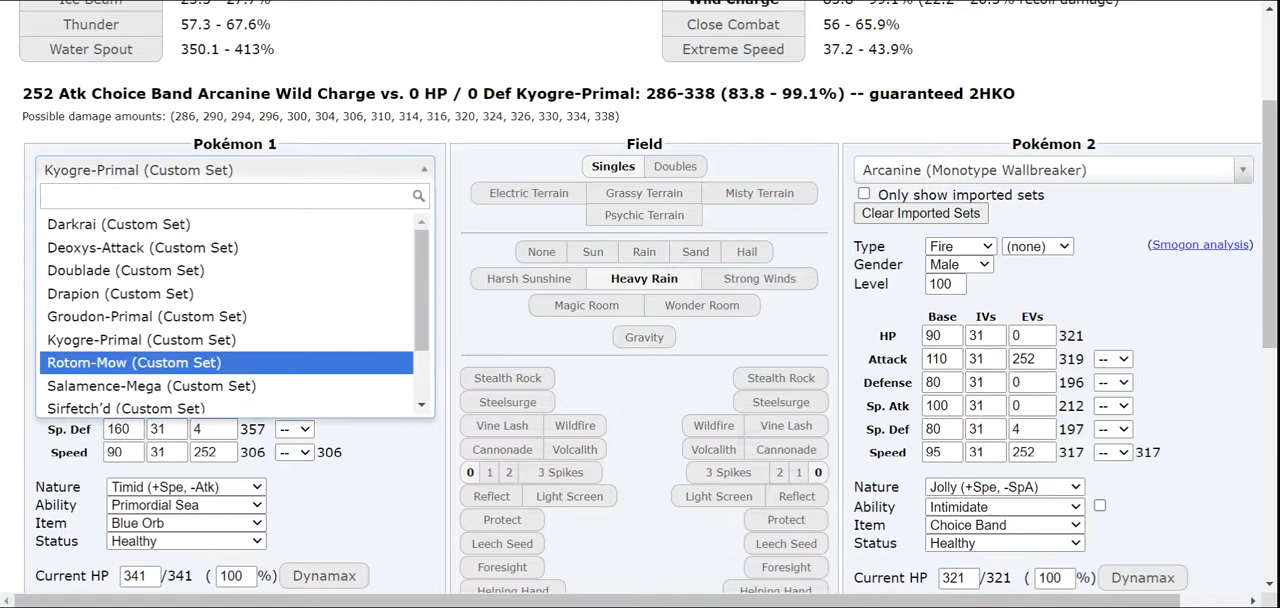 Ice Beam
Wild Charge
Thunder 57.3 - 67.6% Close Combat 56 - 65.9%
Water Spout 350.1 - 413% Extreme Speed 37.2 - 43.9%
252 Atk Choice Band Arcanine Wild Charge vs. 0 HP / 0 Def Kyogre-Primal: 286-338 (83.8 - 99.1%) -- guaranteed 2HKO
Possible damage amounts: (286, 290, 294, 296, 300, 304, 306, 310, 314, 316, 320, 324, 326, 330, 334, 338)
Pokémon 1
Kyogre-Primal (Custom Set)
Darkrai (Custom Set)
Deoxys-Attack (Custom Set)
Doublade (Custom Set)
Drapion (Custom Set)
Groudon-Primal (Custom Set)
Kyogre-Primal (Custom Set)
Rotom-Mow (Custom Set)
Salamence-Mega (Custom Set)
Sirfetch'd (Custom Set)
Sp. Def 160 31 4 357 --
Speed 90 31 252 306 -- 306
Nature Timid (+Spe, -Atk)
Ability Primordial Sea
Item Blue Orb
Status Healthy
Current HP 341 /341 ( 100 %) Dynamax
Field
Singles Doubles
Electric Terrain Grassy Terrain Misty Terrain
Psychic Terrain
None Sun Rain Sand Hail
Harsh Sunshine Heavy Rain Strong Winds
Magic Room Wonder Room
Gravity
Stealth Rock Stealth Rock
Steelsurge Steelsurge
Vine Lash Wildfire Wildfire Vine Lash
Cannonade Volcalith Volcalith Cannonade
0 1 2 3 Spikes 3 Spikes 2 1 0
Reflect Light Screen Light Screen Reflect
Protect Protect
Leech Seed Leech Seed
Foresight Foresight
Helping Hand Helping Hand
Pokémon 2
Arcanine (Monotype Wallbreaker)
Only show imported sets
Clear Imported Sets
Type Fire (none) (Smogon analysis)
Gender Male
Level 100
Base IVs EVs
HP 90 31 0 321
Attack 110 31 252 319 --
Defense 80 31 0 196 --
Sp. Atk 100 31 0 212 --
Sp. Def 80 31 4 197 --
Speed 95 31 252 317 -- 317
Nature Jolly (+Spe, -SpA)
Ability Intimidate
Item Choice Band
Status Healthy
Current HP 321 /321 ( 100 %) Dynamax